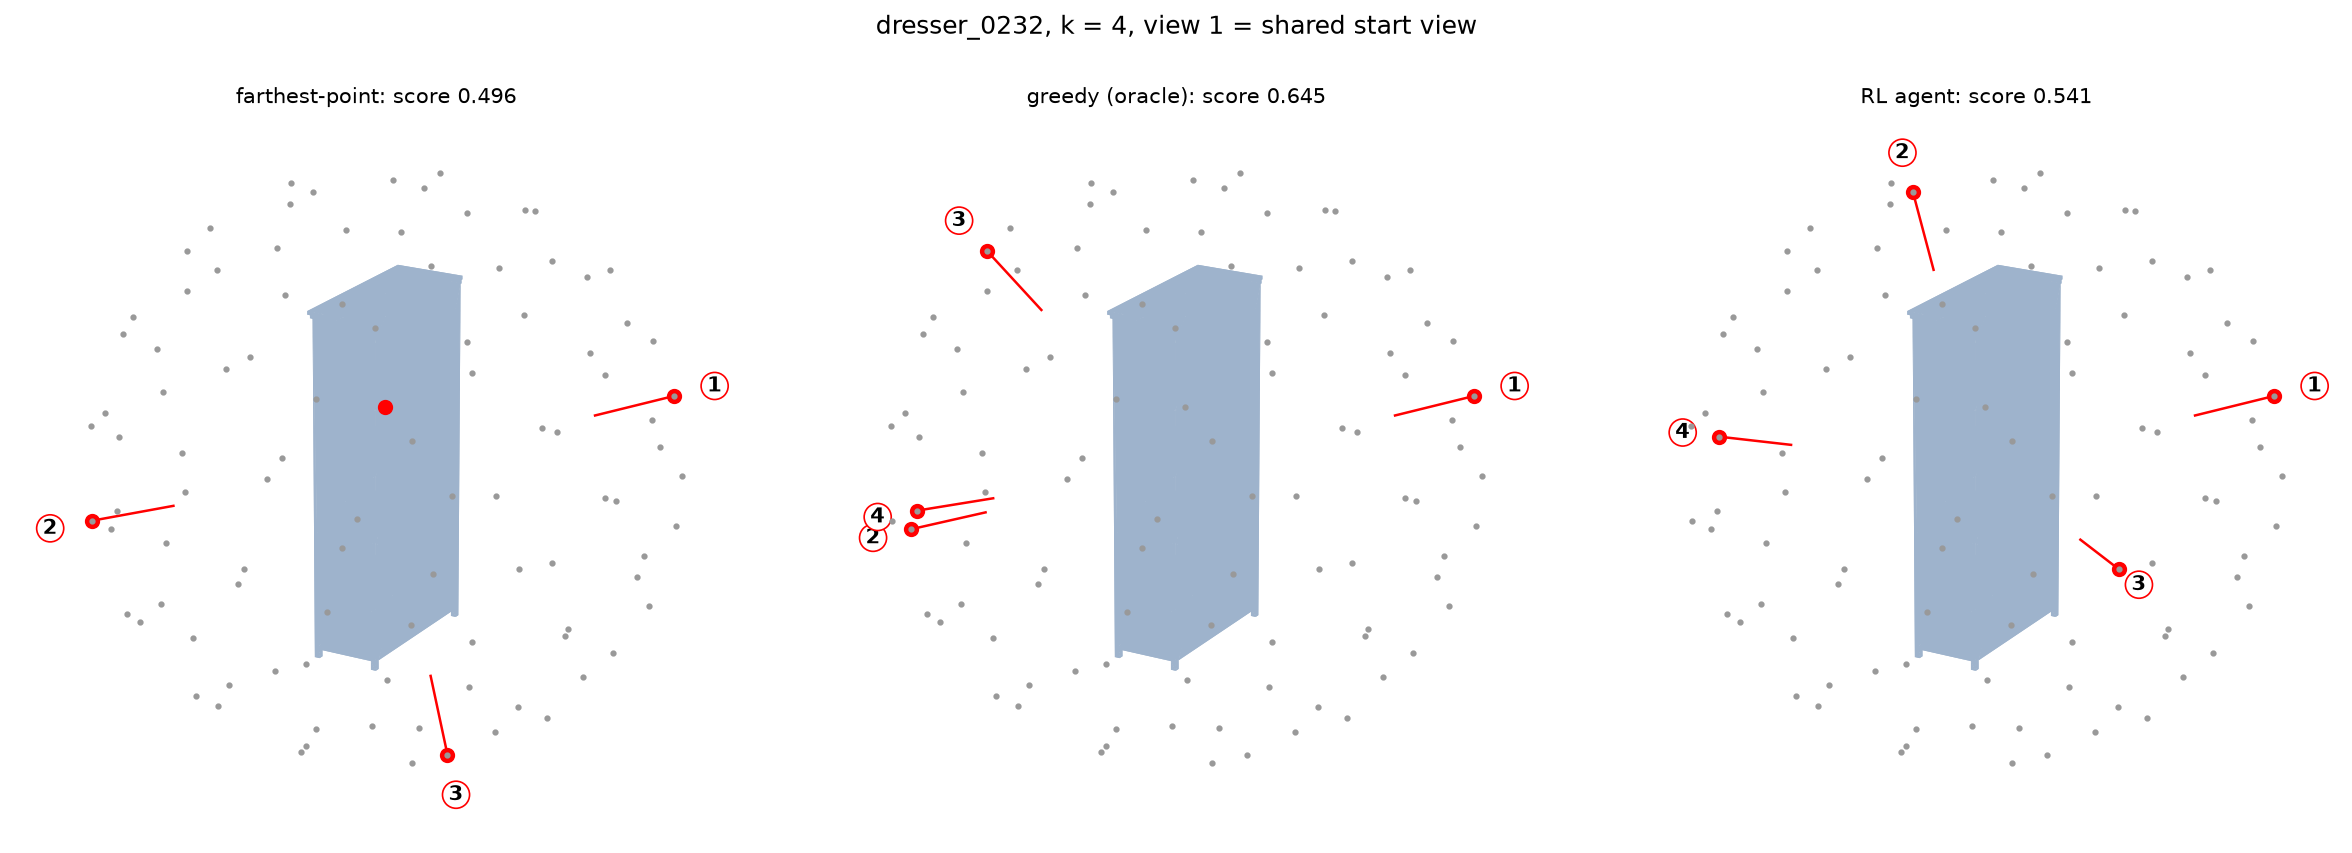 dresser_0232, k = 4, view 1 = shared start view
farthest-point: score 0.496
1
2
3
greedy (oracle): score 0.645
3
1
4
2
RL agent: score 0.541
2
1
4
3